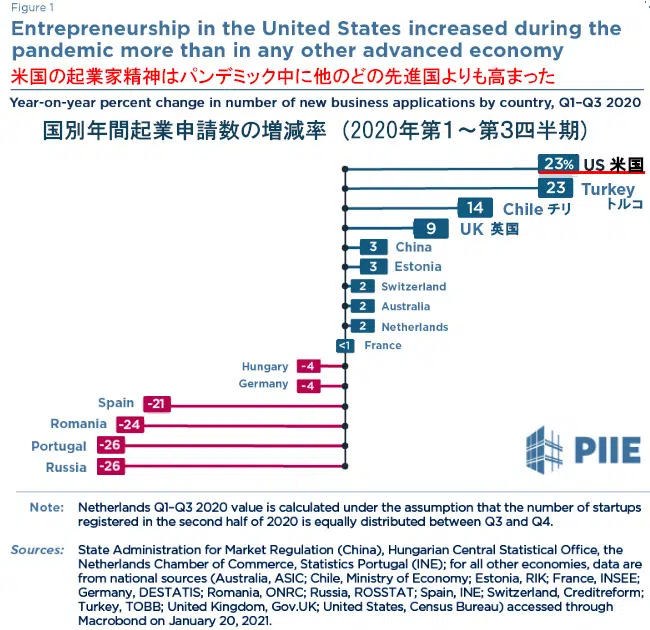 Figure 1
Entrepreneurship in the United States increased during the
pandemic more than in any other advanced economy
米国の起業家精神はパンデミック中に他のどの先進国よりも高まった
Year-on-year percent change in number of new business applications by country, Q1–Q3 2020
国別年間起業申請数の増減率 (2020年第1～第3四半期)
23% US 米国
23 Turkey
トルコ
14 Chile チリ
9 UK 英国
3 China
3 Estonia
2 Switzerland
2 Australia
2 Netherlands
<1 France
Hungary -4
Germany -4
Spain -21
Romania -24
Portugal -26
Russia -26
PIIE
Note: Netherlands Q1–Q3 2020 value is calculated under the assumption that the number of startups
registered in the second half of 2020 is equally distributed between Q3 and Q4.
Sources: State Administration for Market Regulation (China), Hungarian Central Statistical Office, the
Netherlands Chamber of Commerce, Statistics Portugal (INE); for all other economies, data are
from national sources (Australia, ASIC; Chile, Ministry of Economy; Estonia, RIK; France, INSEE;
Germany, DESTATIS; Romania, ONRC; Russia, ROSSTAT; Spain, INE; Switzerland, Creditreform;
Turkey, TOBB; United Kingdom, Gov.UK; United States, Census Bureau) accessed through
Macrobond on January 20, 2021.